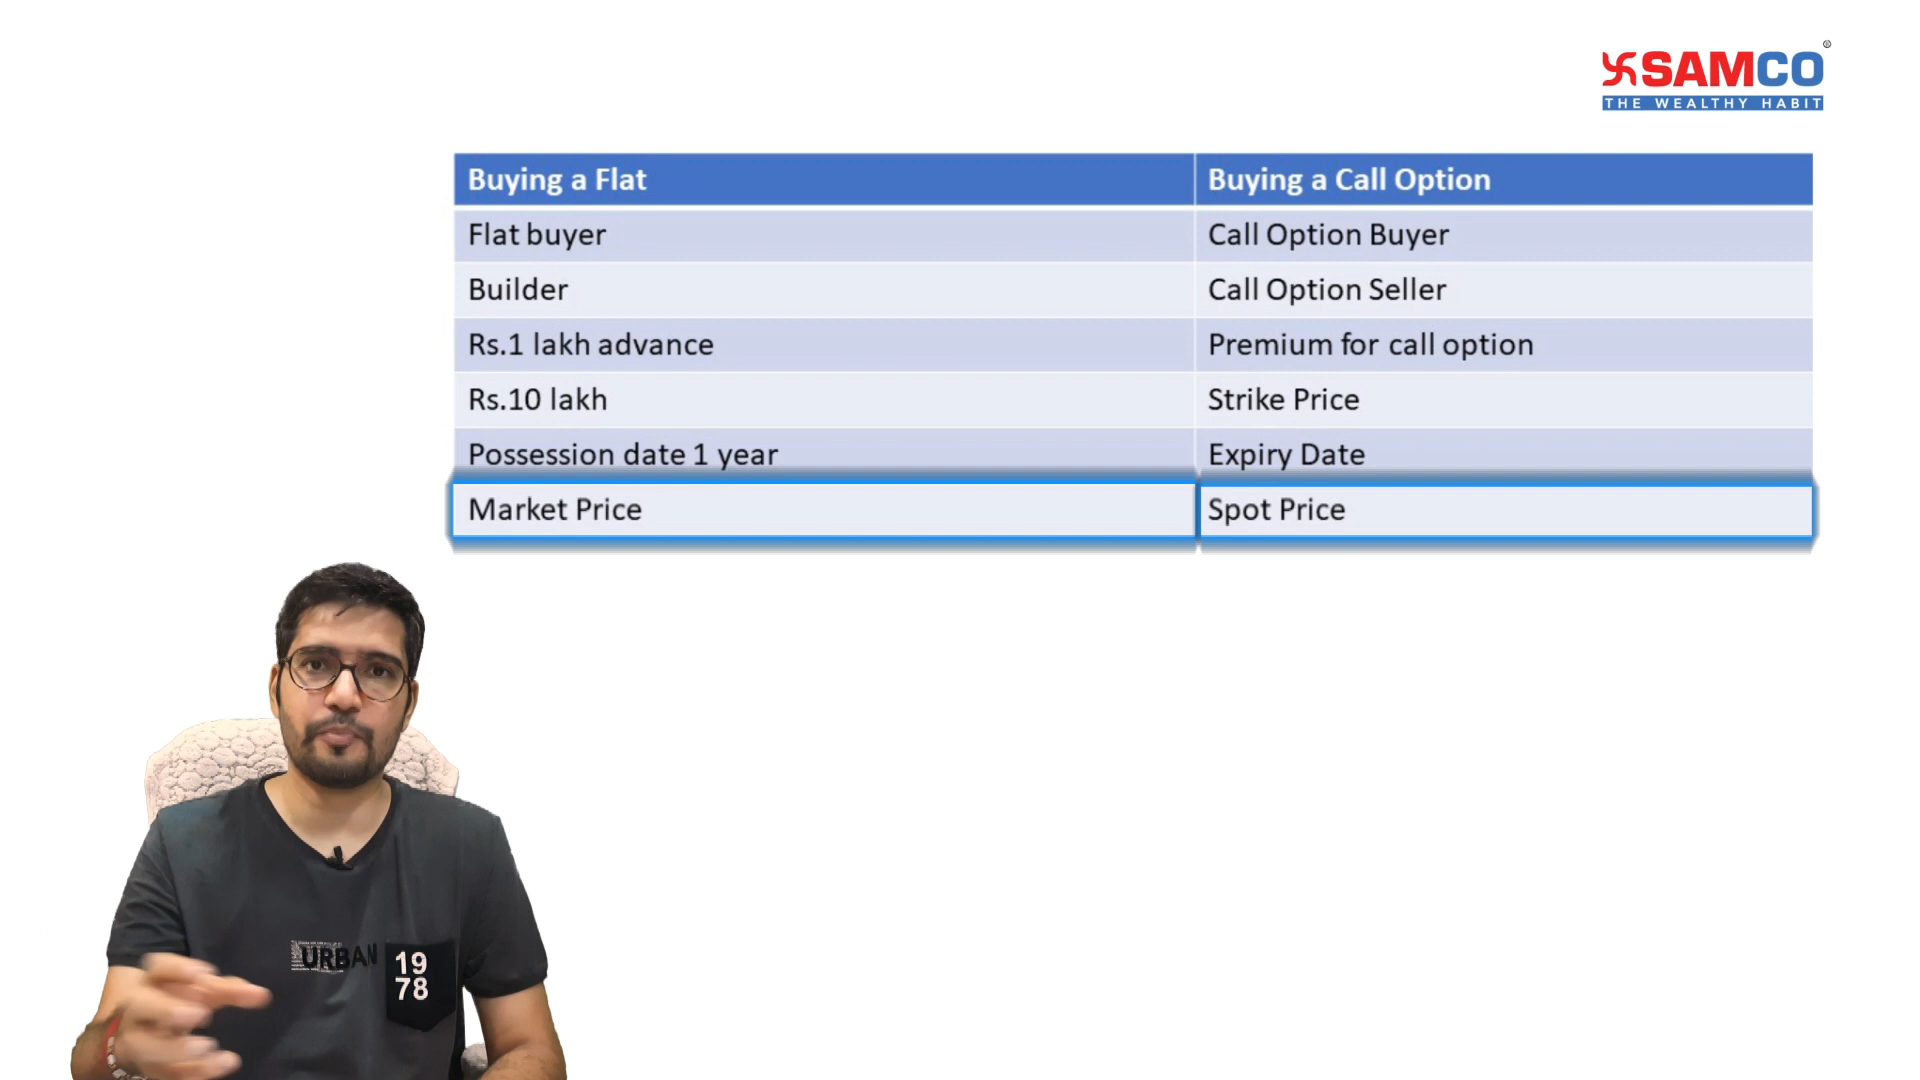 SAMCO®
THE WEALTHY HABIT
Buying a Flat Buying a Call Option
Flat buyer Call Option Buyer
Builder Call Option Seller
Rs.1 lakh advance Premium for call option
Rs.10 lakh Strike Price
Possession date 1 year Expiry Date
Market Price Spot Price
URBAN
19
78